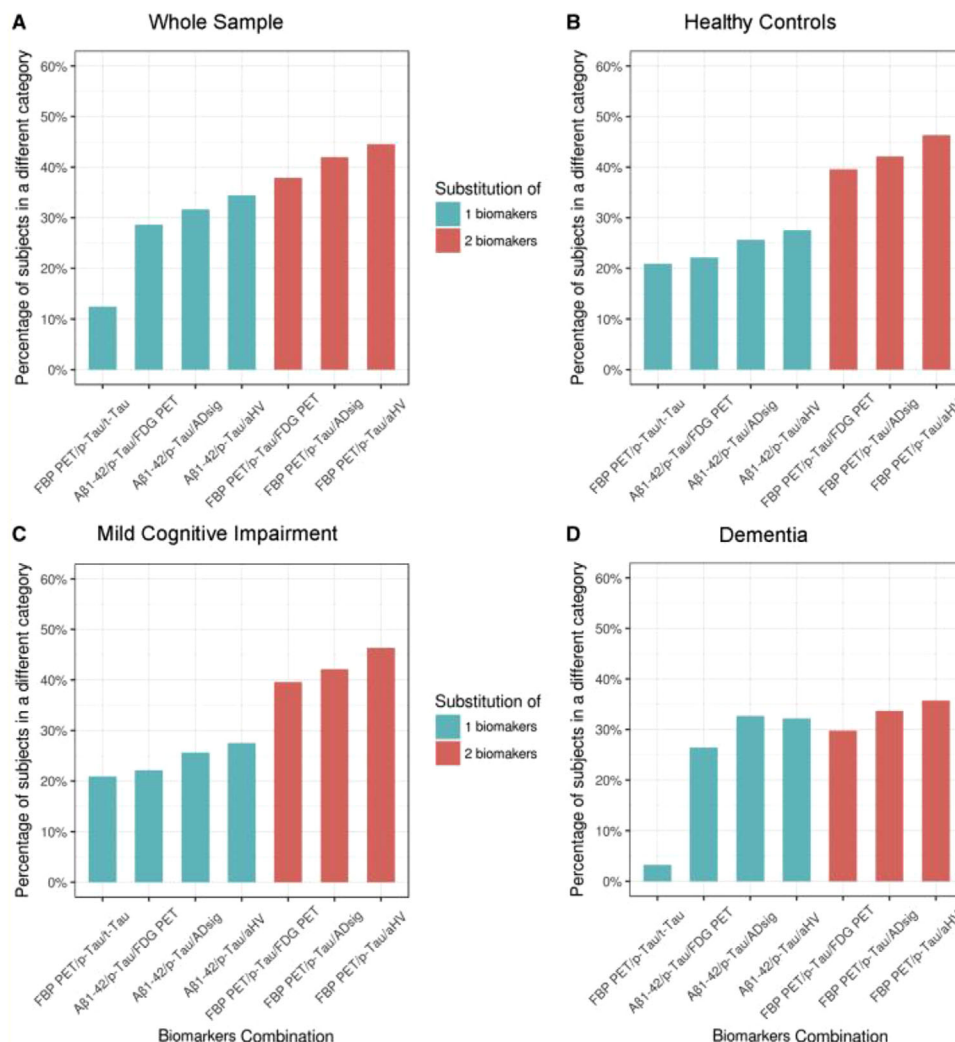 A
Whole Sample
Percentage of subjects in a different category
60%
50%
40%
30%
20%
10%
0%
FBP PET/p-Tau/t-Tau
Aβ1-42/p-Tau/FDG PET
Aβ1-42/p-Tau/ADsig
Aβ1-42/p-Tau/aHV
FBP PET/p-Tau/FDG PET
FBP PET/p-Tau/ADsig
FBP PET/p-Tau/aHV
Substitution of
1 biomakers
2 biomakers
B
Healthy Controls
Percentage of subjects in a different category
60%
50%
40%
30%
20%
10%
0%
FBP PET/p-Tau/t-Tau
Aβ1-42/p-Tau/FDG PET
Aβ1-42/p-Tau/ADsig
Aβ1-42/p-Tau/aHV
FBP PET/p-Tau/FDG PET
FBP PET/p-Tau/ADsig
FBP PET/p-Tau/aHV
C
Mild Cognitive Impairment
Percentage of subjects in a different category
60%
50%
40%
30%
20%
10%
0%
FBP PET/p-Tau/t-Tau
Aβ1-42/p-Tau/FDG PET
Aβ1-42/p-Tau/ADsig
Aβ1-42/p-Tau/aHV
FBP PET/p-Tau/FDG PET
FBP PET/p-Tau/ADsig
FBP PET/p-Tau/aHV
Biomarkers Combination
Substitution of
1 biomakers
2 biomakers
D
Dementia
Percentage of subjects in a different category
60%
50%
40%
30%
20%
10%
0%
FBP PET/p-Tau/t-Tau
Aβ1-42/p-Tau/FDG PET
Aβ1-42/p-Tau/ADsig
Aβ1-42/p-Tau/aHV
FBP PET/p-Tau/FDG PET
FBP PET/p-Tau/ADsig
FBP PET/p-Tau/aHV
Biomarkers Combination